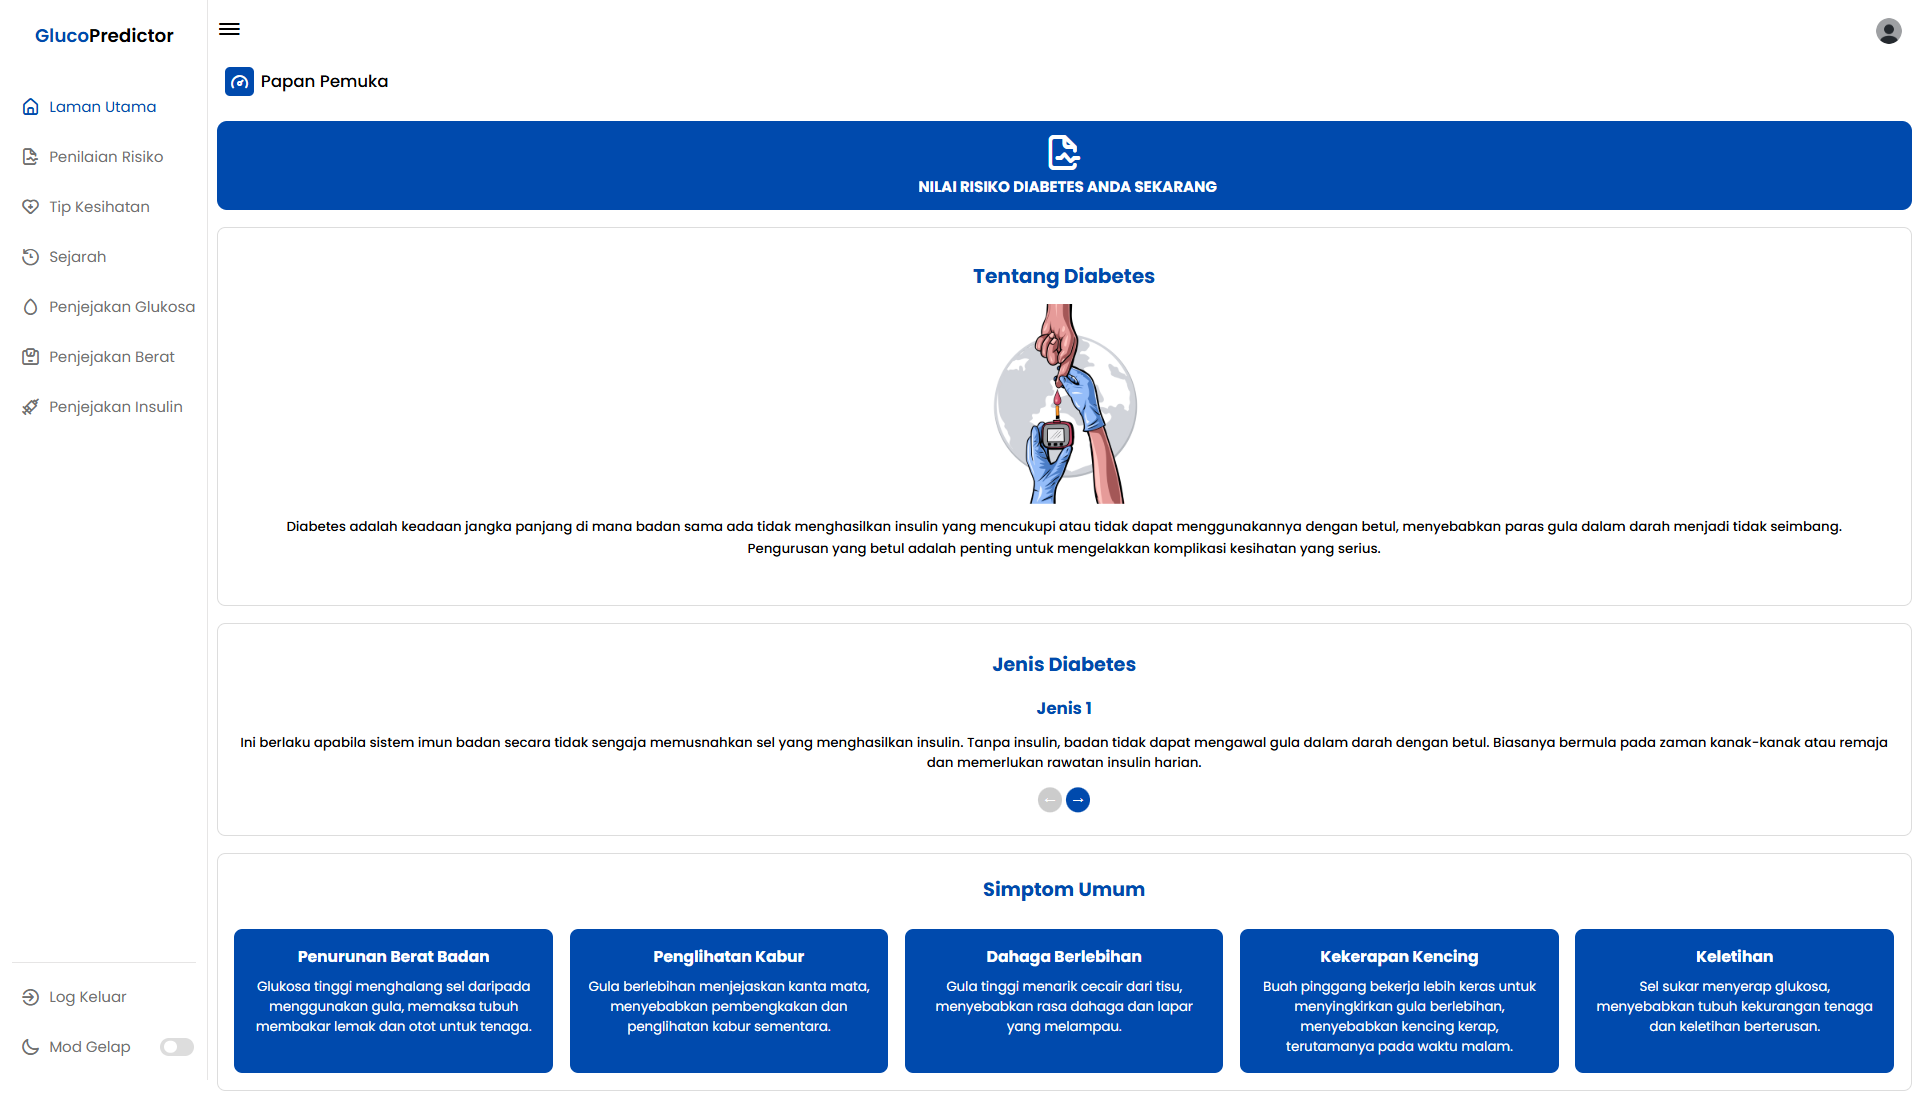 GlucoPredictor
Laman Utama
Penilaian Risiko
Tip Kesihatan
Sejarah
Penjejakan Glukosa
Penjejakan Berat
Penjejakan Insulin
Log Keluar
Mod Gelap
Papan Pemuka
NILAI RISIKO DIABETES ANDA SEKARANG
Tentang Diabetes
Diabetes adalah keadaan jangka panjang di mana badan sama ada tidak menghasilkan insulin yang mencukupi atau tidak dapat menggunakannya dengan betul, menyebabkan paras gula dalam darah menjadi tidak seimbang.
Pengurusan yang betul adalah penting untuk mengelakkan komplikasi kesihatan yang serius.
Jenis Diabetes
Jenis 1
Ini berlaku apabila sistem imun badan secara tidak sengaja memusnahkan sel yang menghasilkan insulin. Tanpa insulin, badan tidak dapat mengawal gula dalam darah dengan betul. Biasanya bermula pada zaman kanak-kanak atau remaja
dan memerlukan rawatan insulin harian.
← →
Simptom Umum
Penurunan Berat Badan
Glukosa tinggi menghalang sel daripada
menggunakan gula, memaksa tubuh
membakar lemak dan otot untuk tenaga.
Penglihatan Kabur
Gula berlebihan menjejaskan kanta mata,
menyebabkan pembengkakan dan
penglihatan kabur sementara.
Dahaga Berlebihan
Gula tinggi menarik cecair dari tisu,
menyebabkan rasa dahaga dan lapar
yang melampau.
Kekerapan Kencing
Buah pinggang bekerja lebih keras untuk
menyingkirkan gula berlebihan,
menyebabkan kencing kerap,
terutamanya pada waktu malam.
Keletihan
Sel sukar menyerap glukosa,
menyebabkan tubuh kekurangan tenaga
dan keletihan berterusan.